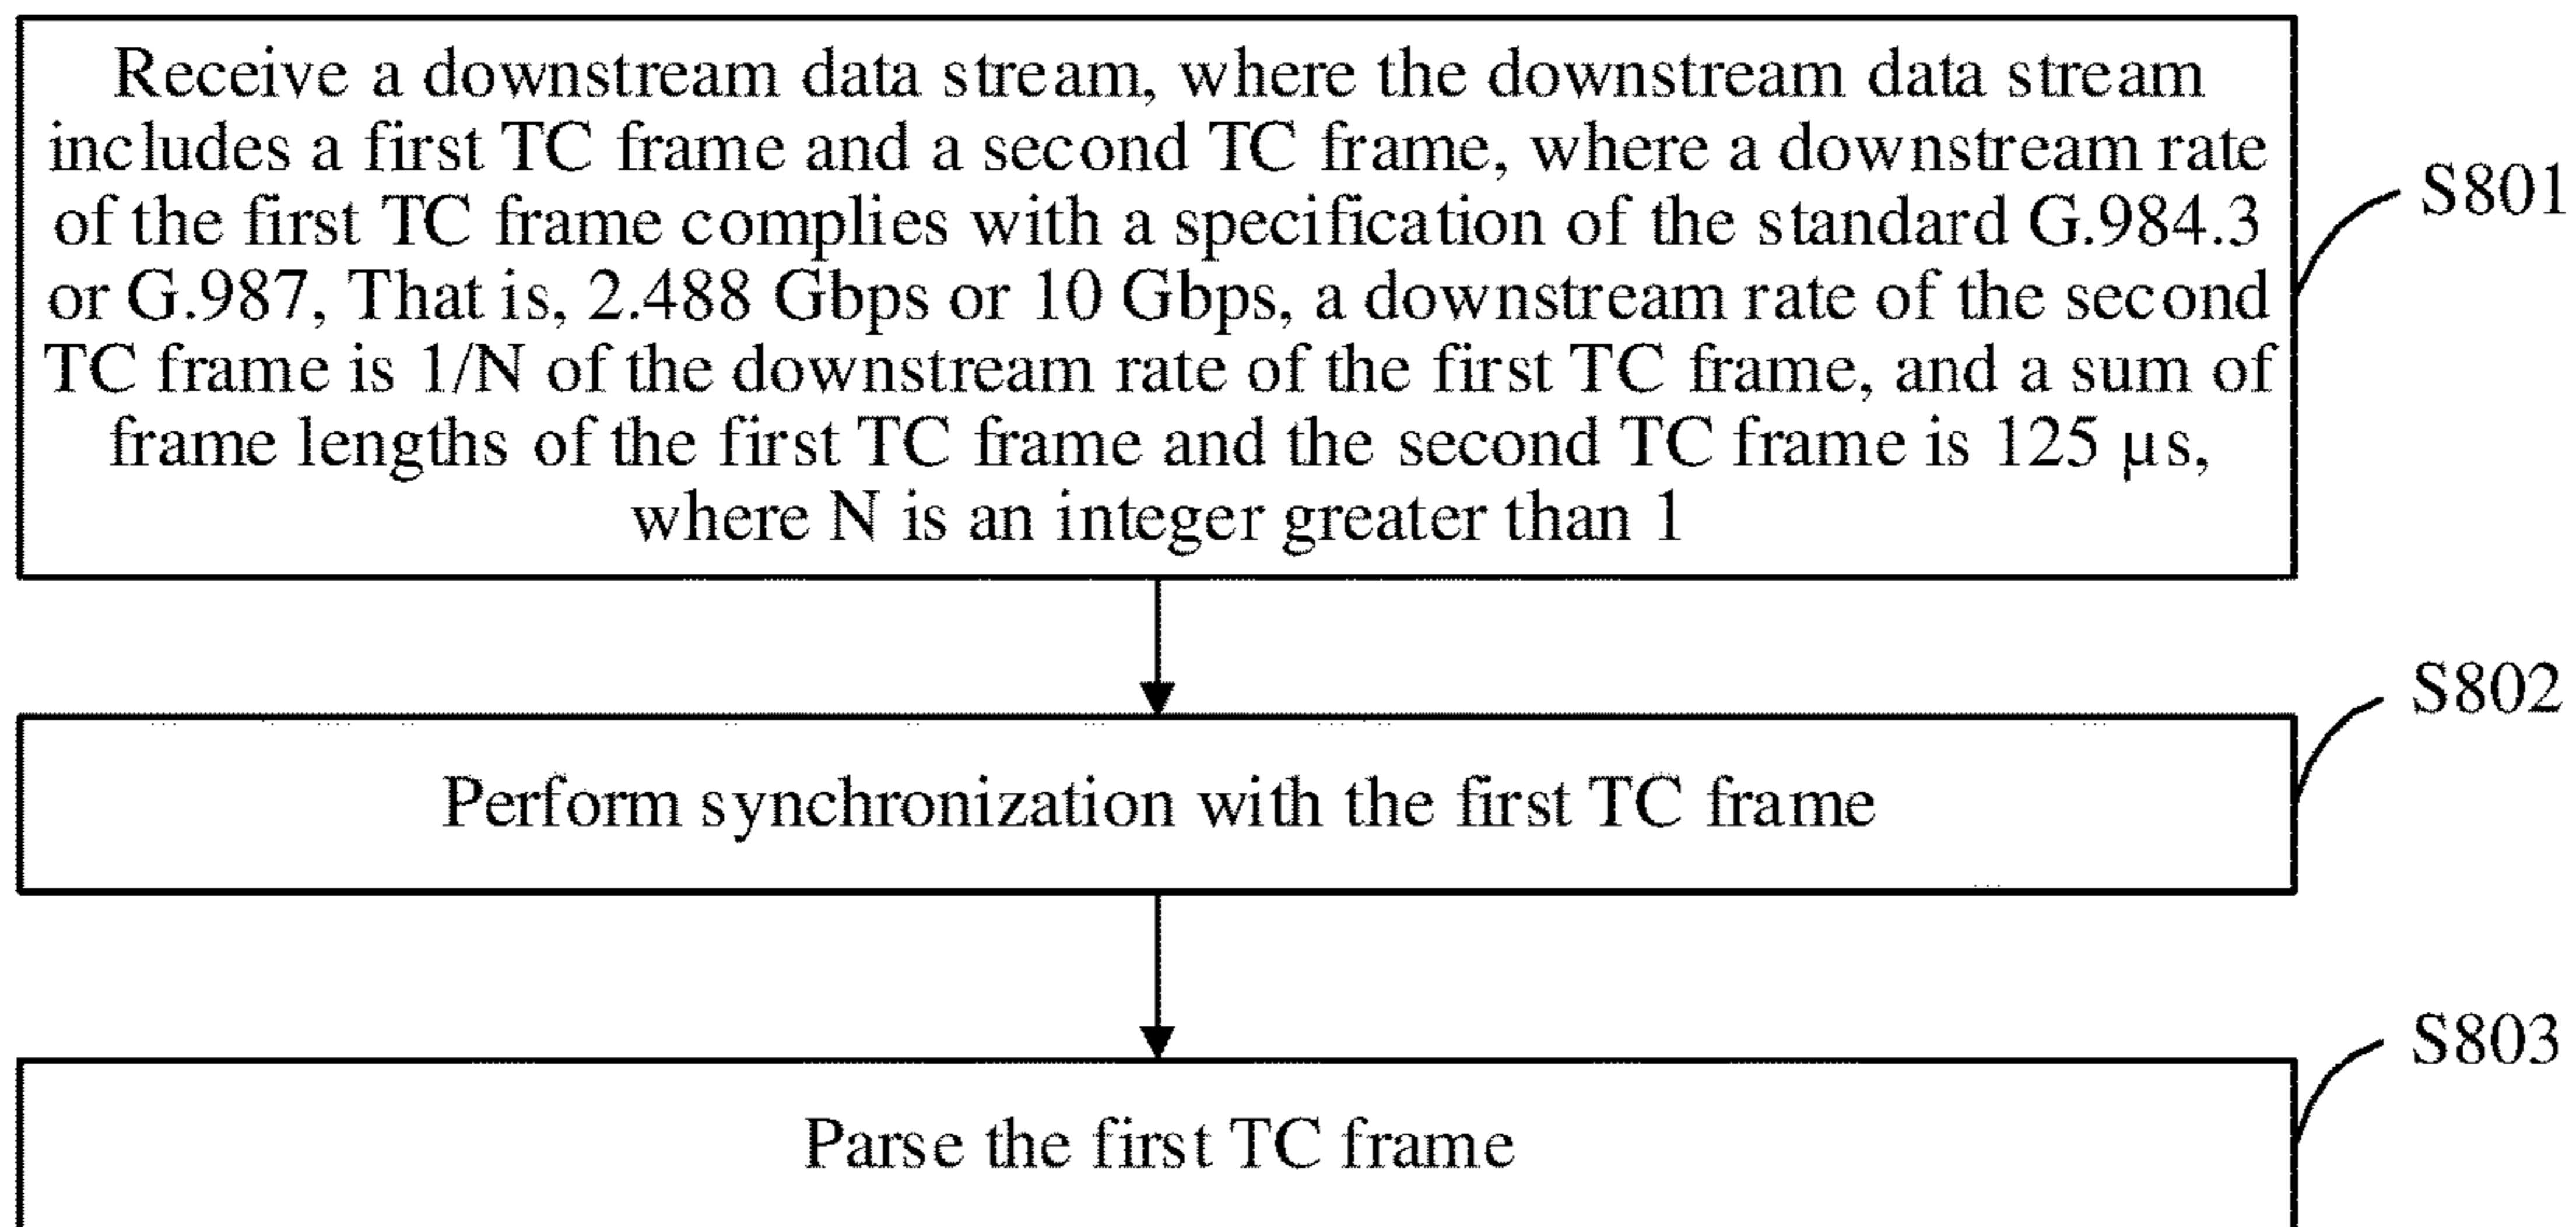 Receive a downstream data stream, where the downstream data stream
includes a first TC frame and a second TC frame, where a downstream rate
of the first TC frame complies with a specification of the standard G.984.3
or G.987, That is, 2.488 Gbps or 10 Gbps, a downstream rate of the second
TC frame is 1/N of the downstream rate of the first TC frame, and a sum of
frame lengths of the first TC frame and the second TC frame is 125 μs,
where N is an integer greater than 1
S801
Perform synchronization with the first TC frame
S802
Parse the first TC frame
S803